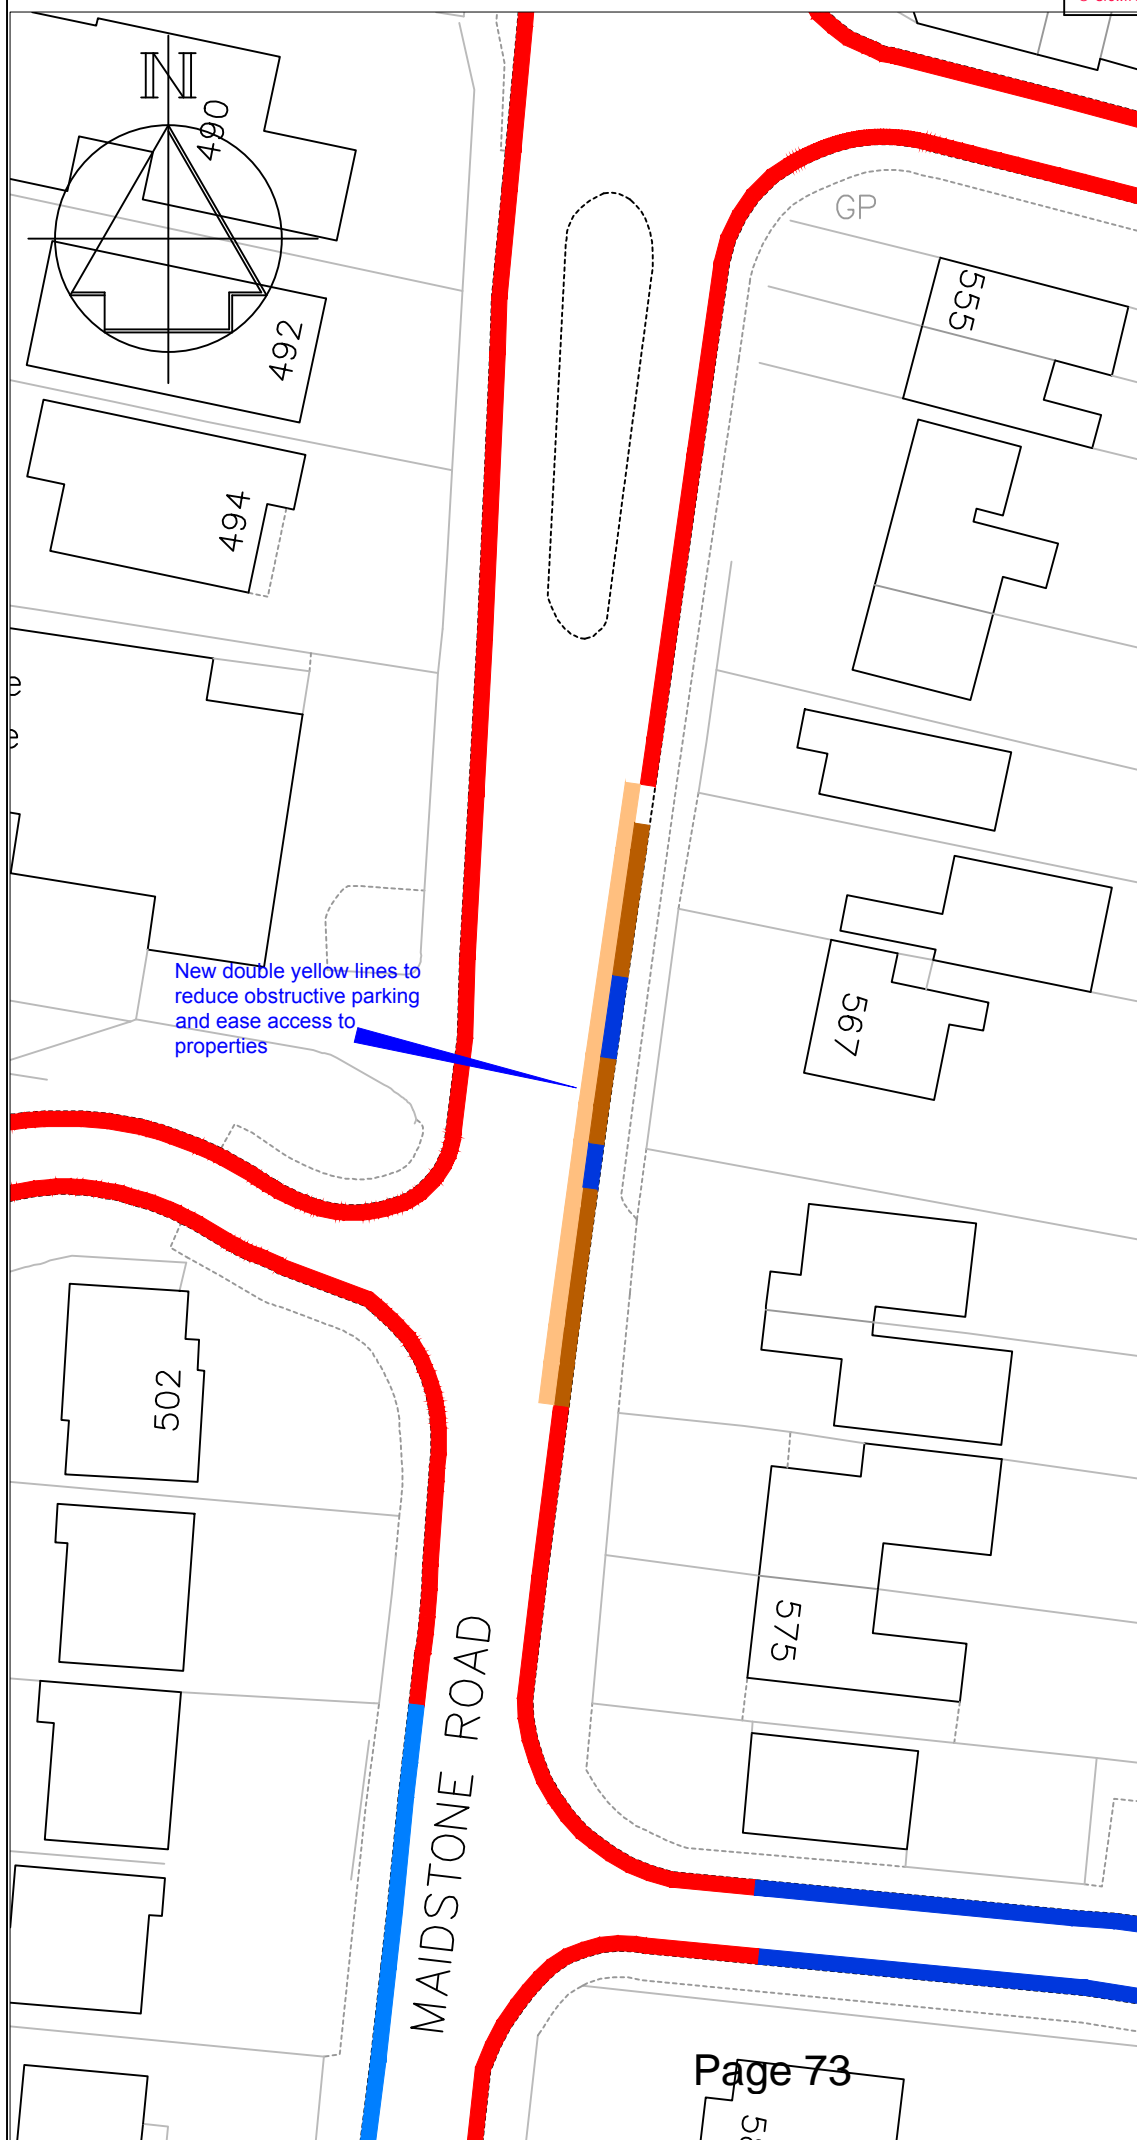 N
490
GP
555
492
494
New double yellow lines to
reduce obstructive parking
and ease access to
properties
567
502
575
MAIDSTONE ROAD
Page 73